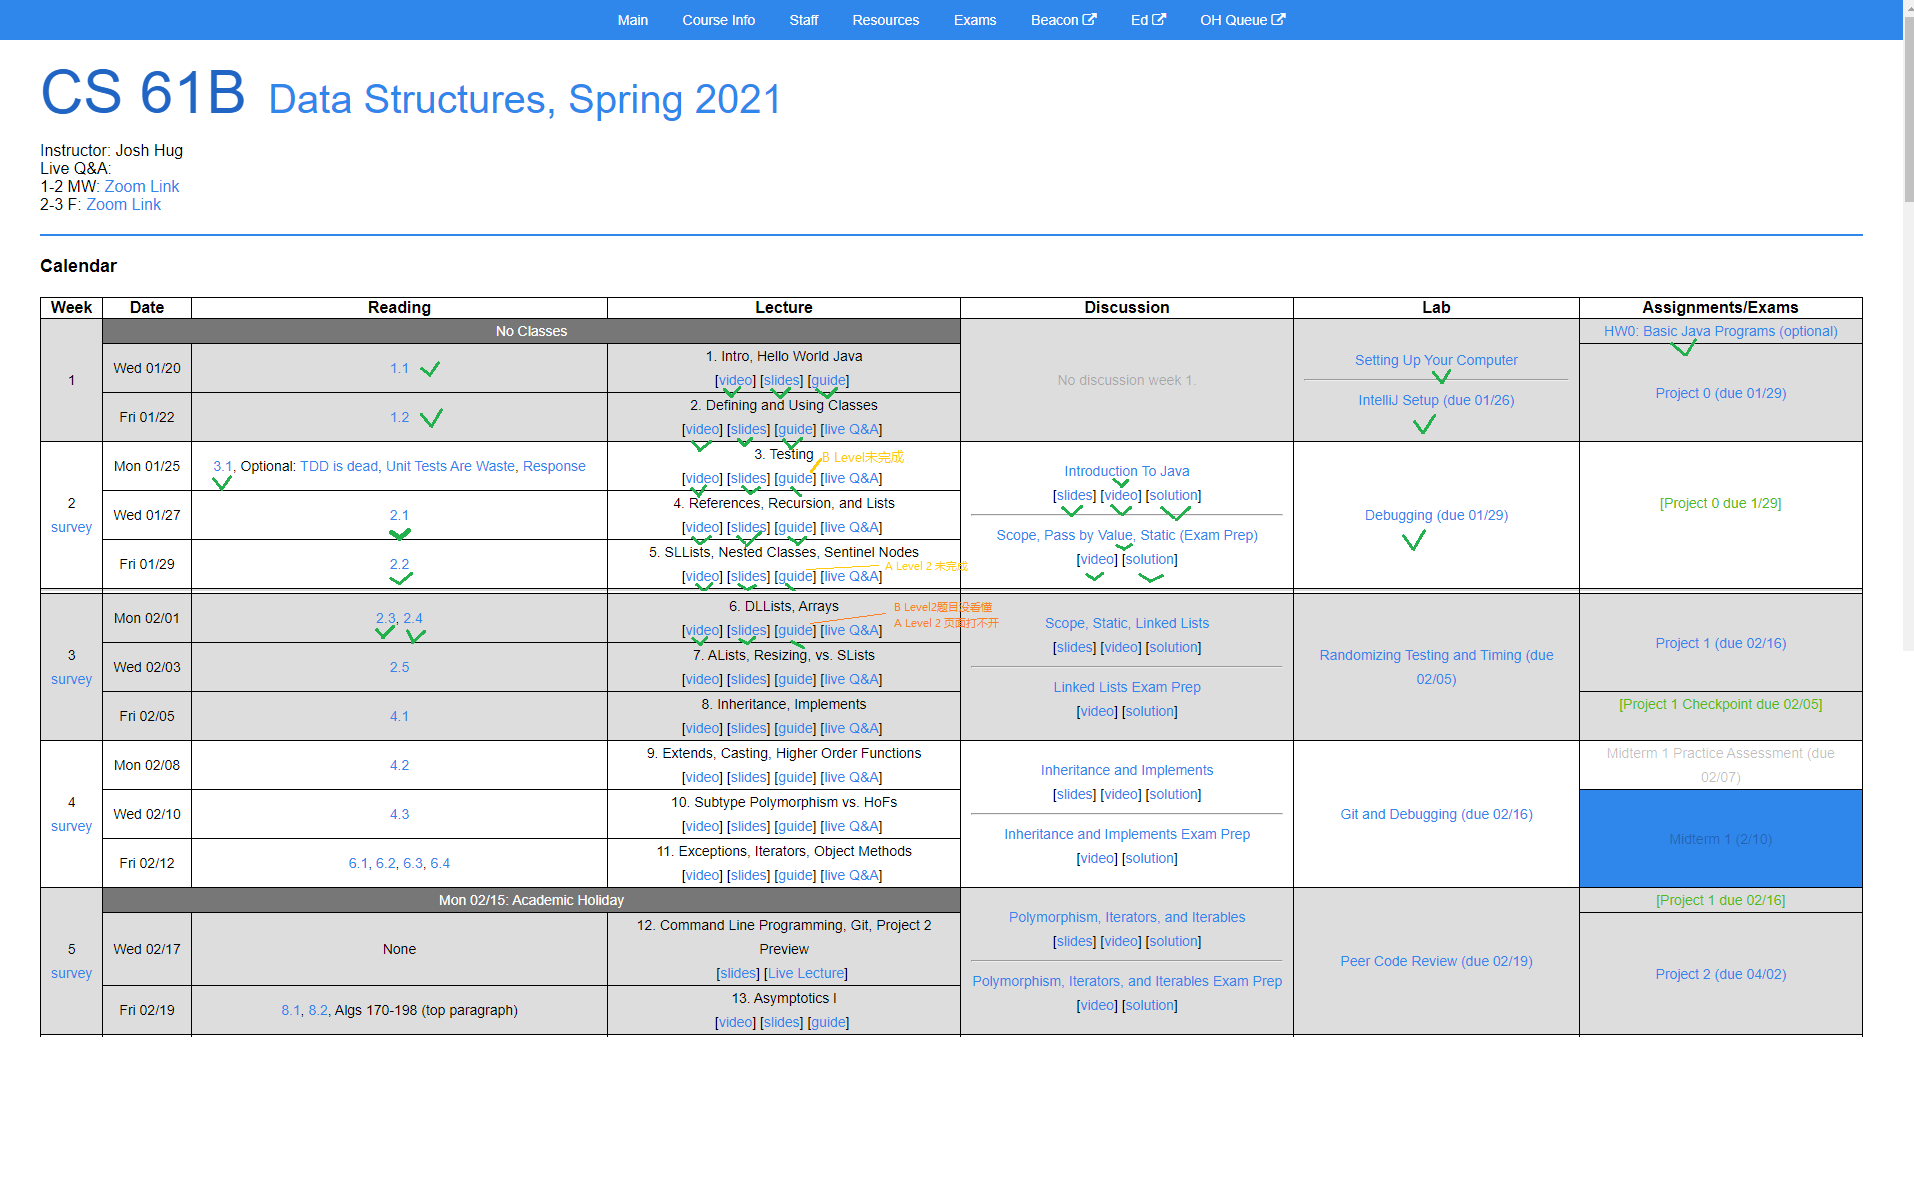 Main Course Info Staff Resources Exams Beacon Ed OH Queue
CS 61B Data Structures, Spring 2021
Instructor: Josh Hug
Live Q&A:
1-2 MW: Zoom Link
2-3 F: Zoom Link
Calendar
Week Date Reading Lecture Discussion Lab Assignments/Exams
1
No Classes
Wed 01/20
1.1
1. Intro, Hello World Java
[video] [slides] [guide]
Fri 01/22
1.2
2. Defining and Using Classes
[video] [slides] [guide] [live Q&A]
No discussion week 1.
Setting Up Your Computer
IntelliJ Setup (due 01/26)
HW0: Basic Java Programs (optional)
Project 0 (due 01/29)
2
survey
Mon 01/25
3.1, Optional: TDD is dead, Unit Tests Are Waste, Response
3. Testing
B Level未完成
[video] [slides] [guide] [live Q&A]
Wed 01/27
2.1
4. References, Recursion, and Lists
[video] [slides] [guide] [live Q&A]
Fri 01/29
2.2
5. SLLists, Nested Classes, Sentinel Nodes
A Level 2 未完成
[video] [slides] [guide] [live Q&A]
Introduction To Java
[slides] [video] [solution]
Scope, Pass by Value, Static (Exam Prep)
[video] [solution]
Debugging (due 01/29)
[Project 0 due 1/29]
3
survey
Mon 02/01
2.3, 2.4
6. DLLists, Arrays
B Level2题目没看懂
A Level 2 页面打不开
[video] [slides] [guide] [live Q&A]
Wed 02/03
2.5
7. ALists, Resizing, vs. SLists
[video] [slides] [guide] [live Q&A]
Fri 02/05
4.1
8. Inheritance, Implements
[video] [slides] [guide] [live Q&A]
Scope, Static, Linked Lists
[slides] [video] [solution]
Linked Lists Exam Prep
[video] [solution]
Randomizing Testing and Timing (due
02/05)
Project 1 (due 02/16)
[Project 1 Checkpoint due 02/05]
4
survey
Mon 02/08
4.2
9. Extends, Casting, Higher Order Functions
[video] [slides] [guide] [live Q&A]
Wed 02/10
4.3
10. Subtype Polymorphism vs. HoFs
[video] [slides] [guide] [live Q&A]
Fri 02/12
6.1, 6.2, 6.3, 6.4
11. Exceptions, Iterators, Object Methods
[video] [slides] [guide] [live Q&A]
Inheritance and Implements
[slides] [video] [solution]
Inheritance and Implements Exam Prep
[video] [solution]
Git and Debugging (due 02/16)
Midterm 1 Practice Assessment (due
02/07)
Midterm 1 (2/10)
5
survey
Mon 02/15: Academic Holiday
Wed 02/17
None
12. Command Line Programming, Git, Project 2
Preview
[slides] [Live Lecture]
Fri 02/19
8.1, 8.2, Algs 170-198 (top paragraph)
13. Asymptotics I
[video] [slides] [guide]
Polymorphism, Iterators, and Iterables
[slides] [video] [solution]
Polymorphism, Iterators, and Iterables Exam Prep
[video] [solution]
Peer Code Review (due 02/19)
[Project 1 due 02/16]
Project 2 (due 04/02)